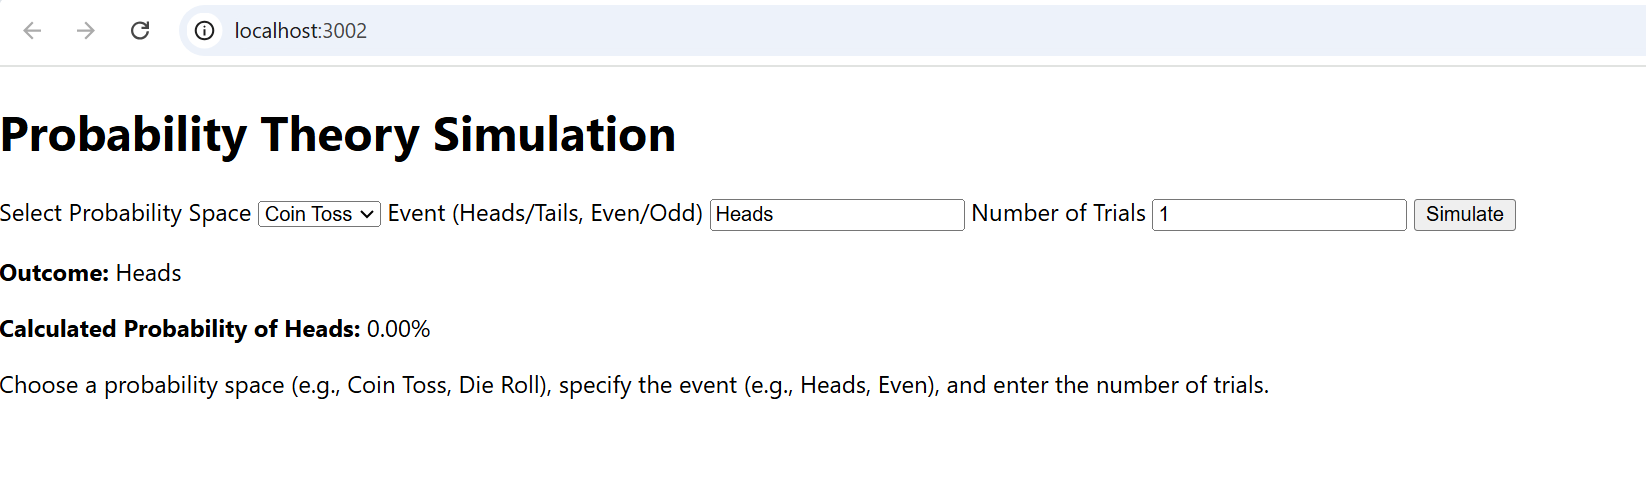 localhost:3002
Probability Theory Simulation
Select Probability Space Coin Toss Event (Heads/Tails, Even/Odd) Heads Number of Trials 1 Simulate
Outcome: Heads
Calculated Probability of Heads: 0.00%
Choose a probability space (e.g., Coin Toss, Die Roll), specify the event (e.g., Heads, Even), and enter the number of trials.